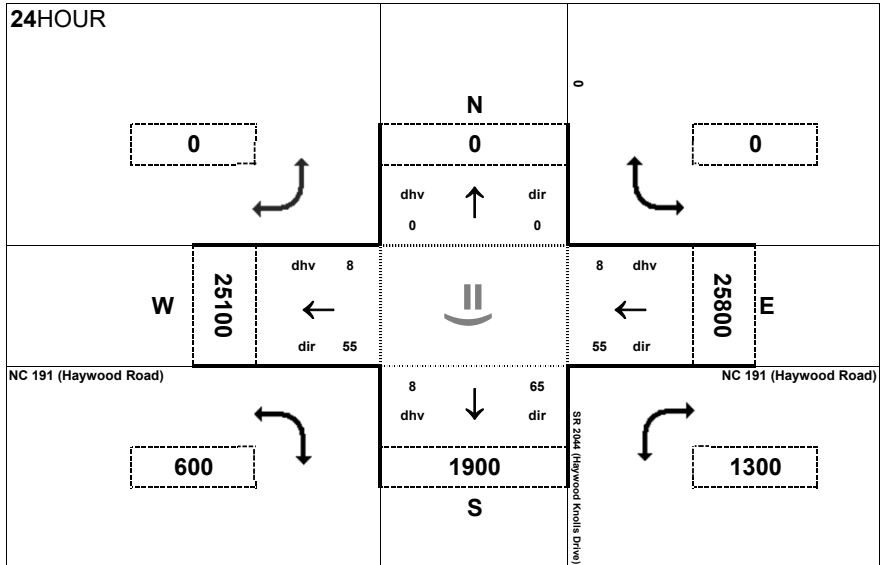 24HOUR
0
N
0
0
0
dhv
dir
0
0
dhv 8
8 dhv
W
25100
25800
E
dir 55
55 dir
NC 191 (Haywood Road)
NC 191 (Haywood Road)
8
65
dhv
dir
SR 2044 (Haywood Knolls Drive)
600
1900
1300
S